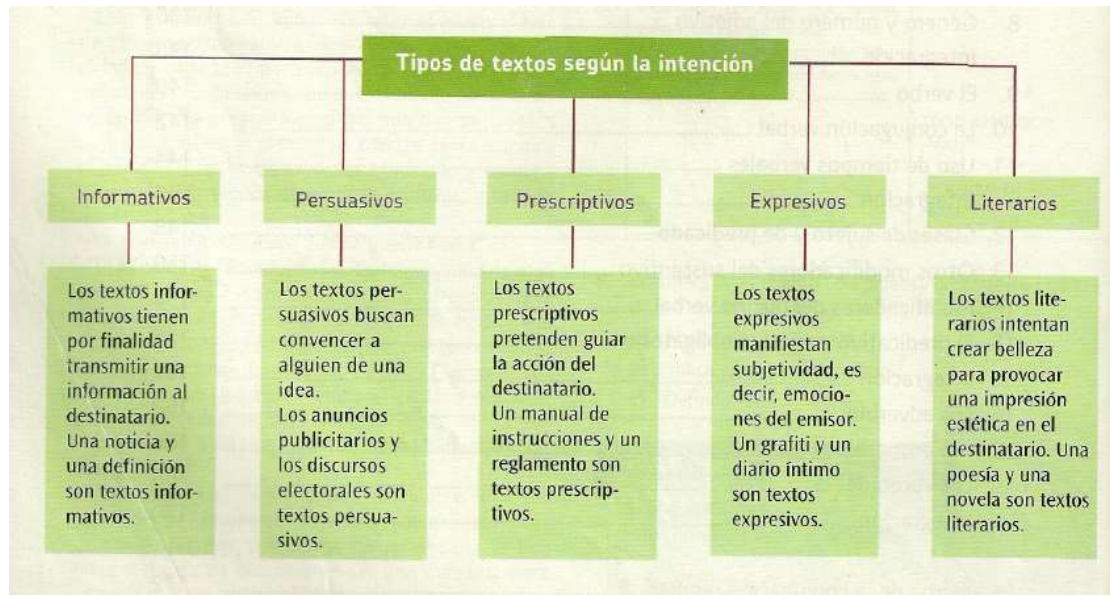 Tipos de textos según la intención
Informativos
Los textos infor-
mativos tienen
por finalidad
transmitir una
información al
destinatario.
Una noticia y
una definición
son textos infor-
mativos.
Persuasivos
Los textos per-
suasivos buscan
convencer a
alguien de una
idea.
Los anuncios
publicitarios y
los discursos
electorales son
textos persua-
sivos.
Prescriptivos
Los textos
prescriptivos
pretenden guiar
la acción del
destinatario.
Un manual de
instrucciones y un
reglamento son
textos prescrip-
tivos.
Expresivos
Los textos
expresivos
manifiestan
subjetividad, es
decir, emocio-
nes del emisor.
Un grafiti y un
diario íntimo
son textos
expresivos.
Literarios
Los textos lite-
rarios intentan
crear belleza
para provocar
una impresión
estética en el
destinatario. Una
poesía y una
novela son textos
literarios.